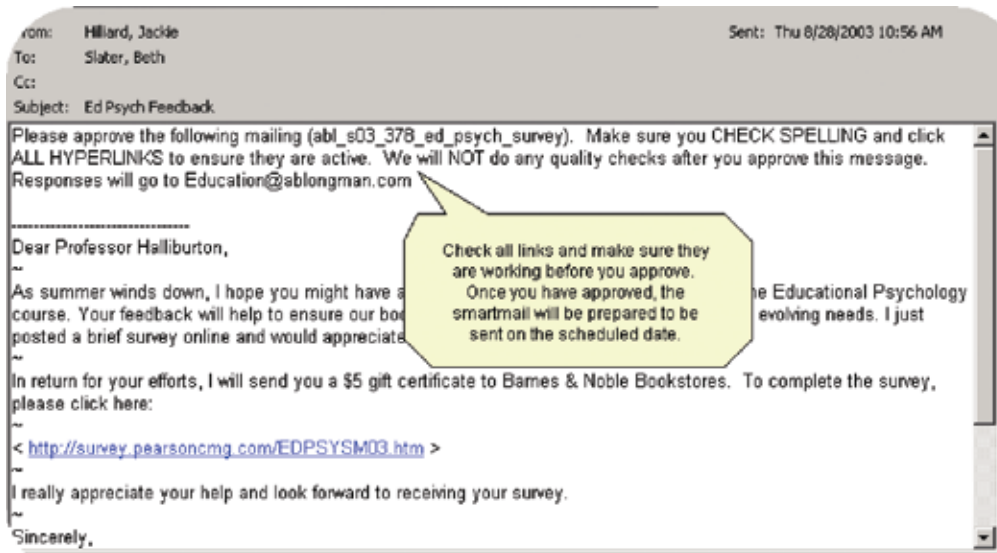 From: Hillard, Jackie
Sent: Thu 8/28/2003 10:56 AM
To: Slater, Beth
Cc:
Subject: Ed Psych Feedback
Please approve the following mailing (abl_s03_378_ed_psych_survey). Make sure you CHECK SPELLING and click
ALL HYPERLINKS to ensure they are active. We will NOT do any quality checks after you approve this message.
Responses will go to Education@ablongman.com
--------------------------------
Dear Professor Halliburton,
~
As summer winds down, I hope you might have a
e Educational Psychology
course. Your feedback will help to ensure our boo
evolving needs. I just
posted a brief survey online and would appreciate
~
In return for your efforts, I will send you a $5 gift certificate to Barnes & Noble Bookstores. To complete the survey,
please click here:
~
< http://survey.pearsoncmg.com/EDPSYSM03.htm >
~
I really appreciate your help and look forward to receiving your survey.
~
Sincerely,
Check all links and make sure they
are working before you approve.
Once you have approved, the
smartmail will be prepared to be
sent on the scheduled date.